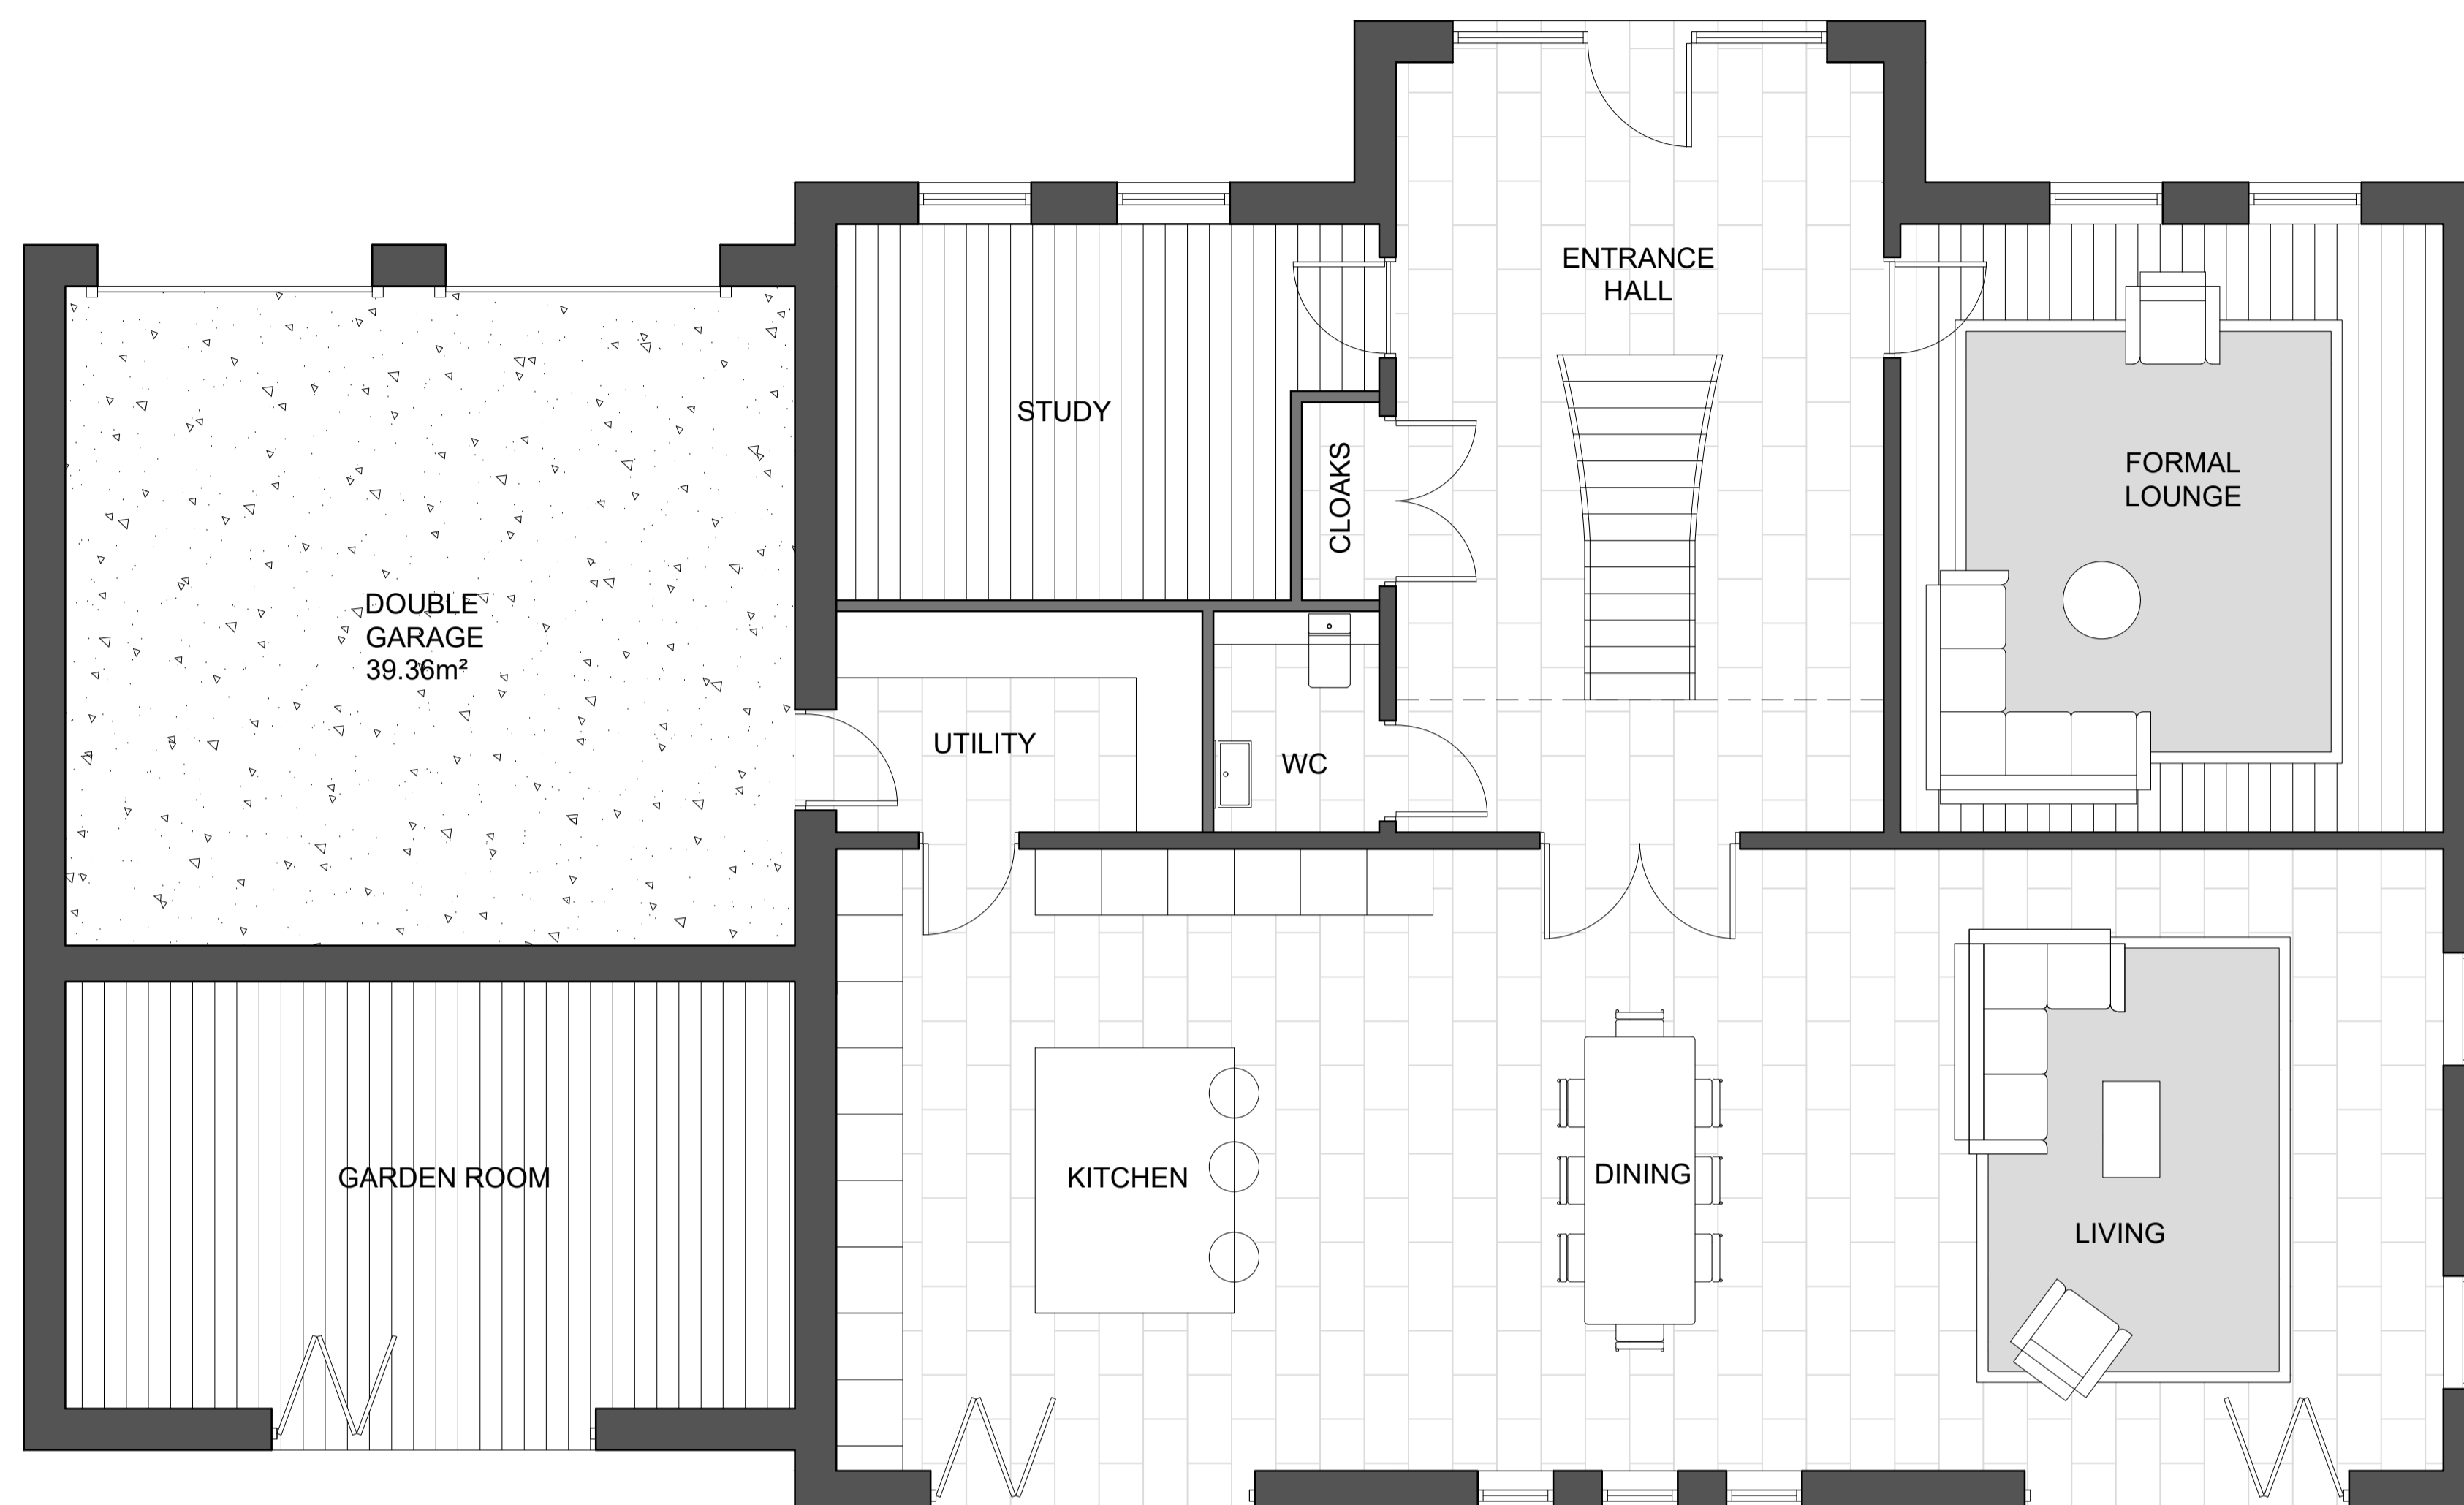 ENTRANCE
HALL
STUDY
CLOAKS
FORMAL
LOUNGE
DOUBLE
GARAGE
39.36m²
UTILITY
WC
GARDEN ROOM
KITCHEN
DINING
LIVING